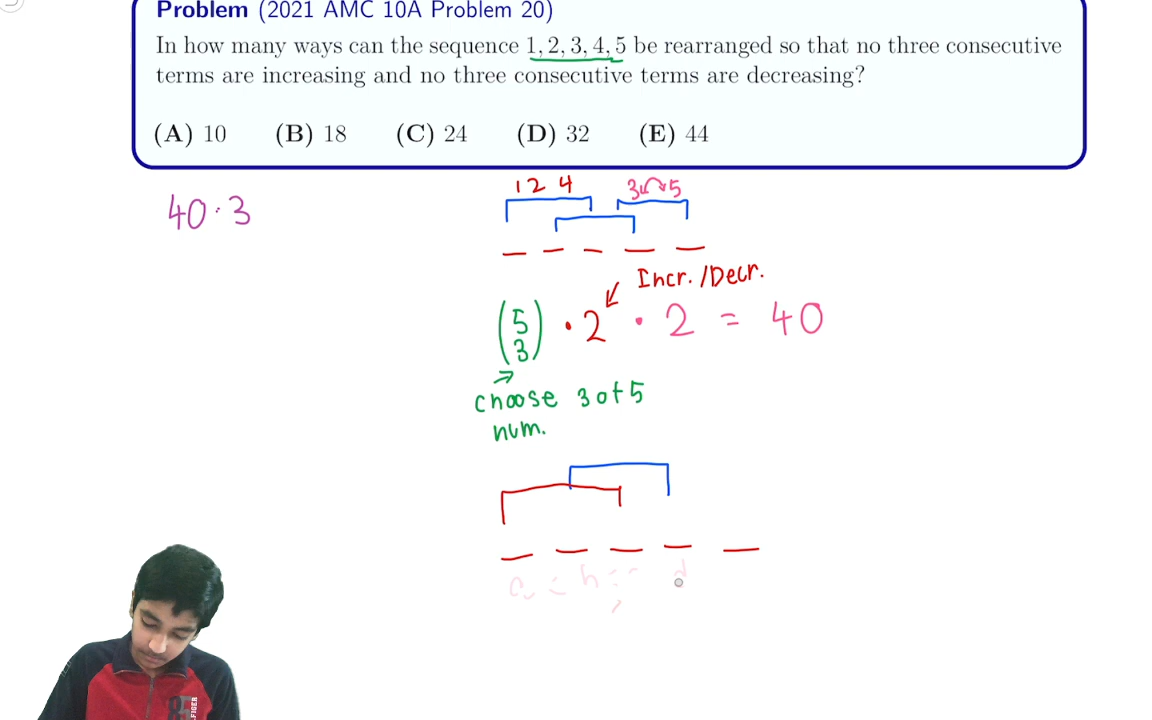 Problem (2021 AMC 10A Problem 20)
In how many ways can the sequence 1, 2, 3, 4, 5 be rearranged so that no three consecutive
terms are increasing and no three consecutive terms are decreasing?
(A) 10 (B) 18 (C) 24 (D) 32 (E) 44
1 2 4 3 5
40 · 3
Incr. /Decr.
(5 3) · 2 · 2 = 40
choose 3 of 5
num.